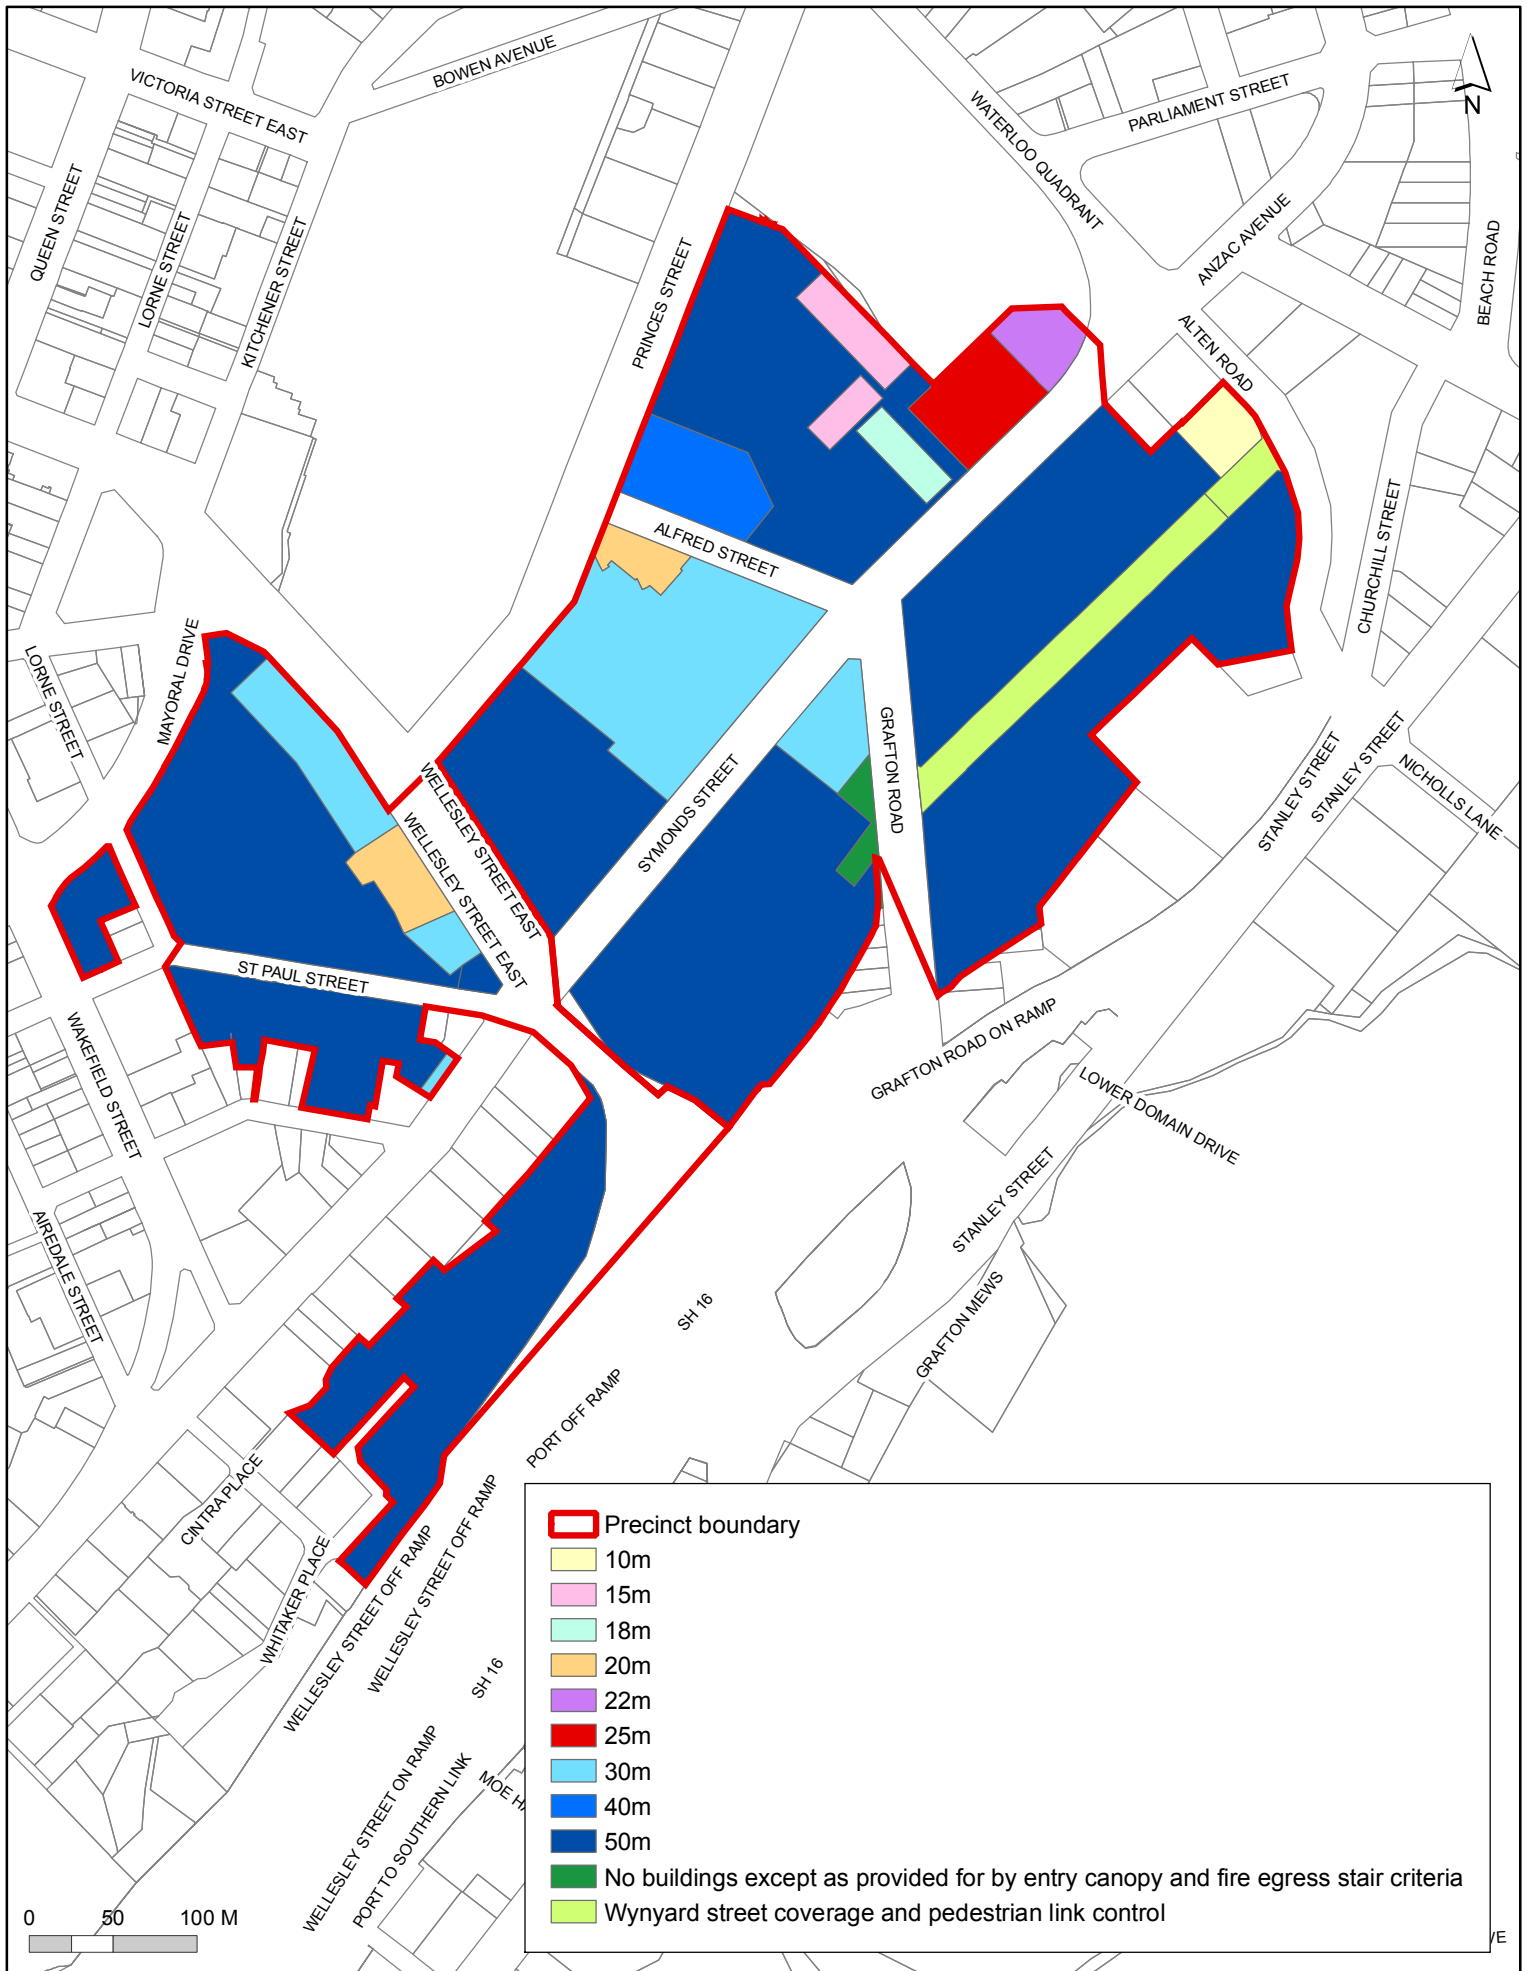 BOWEN AVENUE
VICTORIA STREET EAST
PARLIAMENT STREET
WATERLOO QUADRANT
N
QUEEN STREET
LORNE STREET
KITCHENER STREET
PRINCES STREET
ANZAC AVENUE
BEACH ROAD
ALTEN ROAD
ALFRED STREET
CHURCHILL STREET
MAYORAL DRIVE
LORNE STREET
GRAFTON ROAD
STANLEY STREET
STANLEY STREET
NICHOLLS LANE
SYMONDS STREET
WELLESLEY STREET EAST
WELLESLEY STREET EAST
ST PAUL STREET
WAKEFIELD STREET
GRAFTON ROAD ON RAMP
LOWER DOMAIN DRIVE
STANLEY STREET
AIREDALE STREET
GRAFTON MEWS
SH 16
PORT OFF RAMP
CINTRA PLACE
WHITAKER PLACE
WELLESLEY STREET OFF RAMP
WELLESLEY STREET OFF RAMP
SH 16
WELLESLEY STREET ON RAMP
PORT TO SOUTHERN LINK
MOE
Precinct boundary
10m
15m
18m
20m
22m
25m
30m
40m
50m
No buildings except as provided for by entry canopy and fire egress stair criteria
Wynyard street coverage and pedestrian link control
0 50 100 M